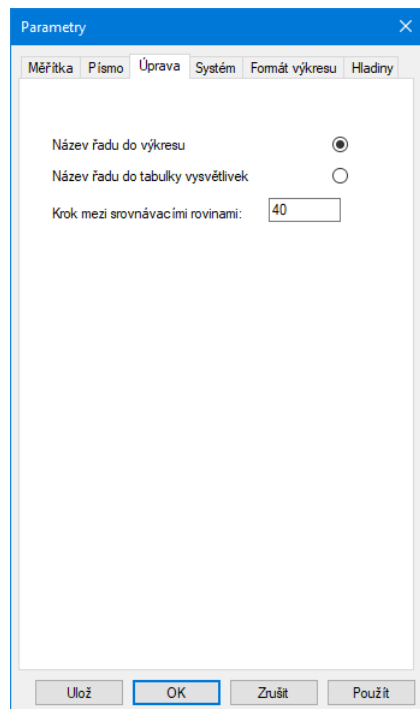 Parametry
Měřítka Písmo Úprava Systém Formát výkresu Hladiny
Název řadu do výkresu
Název řadu do tabulky vysvětlivek
Krok mezi srovnávacími rovinami: 40
Ulož OK Zrušit Použít